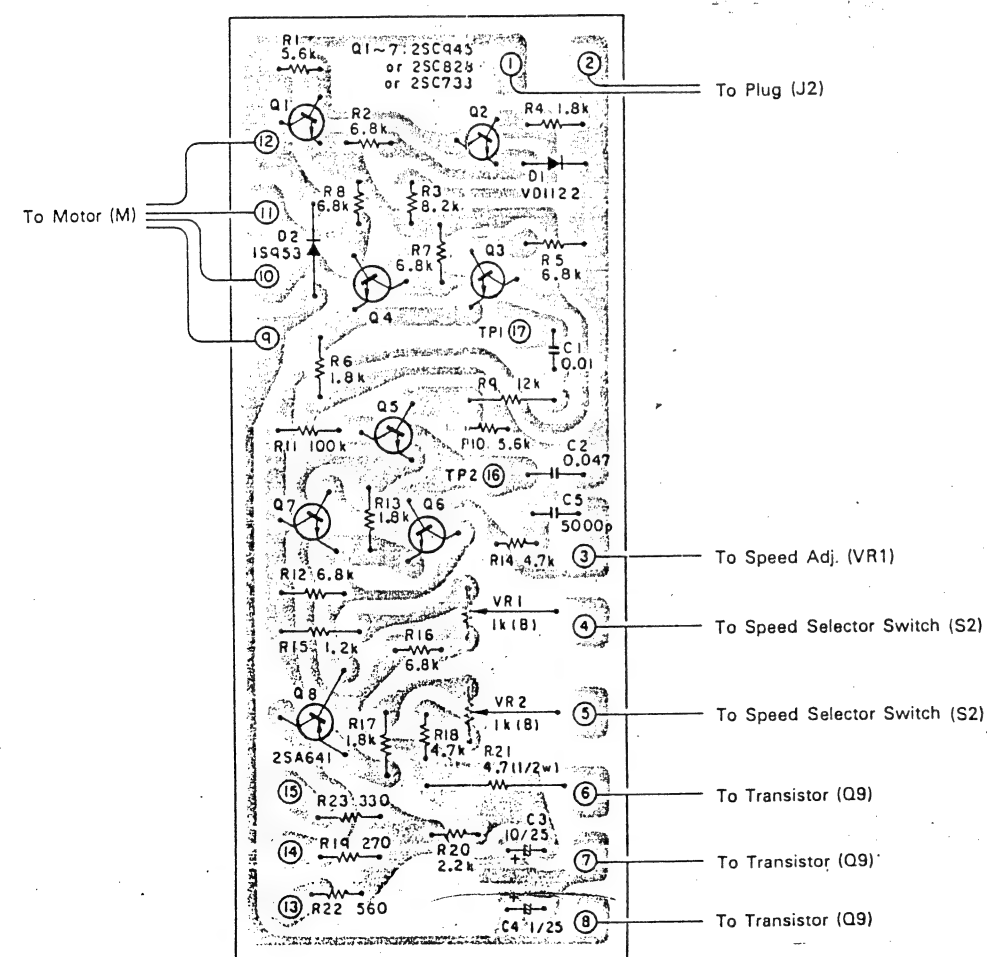 R1
5.6k
Q1~7:2SC945
or 2SC828
or 2SC733
1
2
To Plug (J2)
Q1
R2
6.8k
Q2
R4 1.8k
12
D1
VD1122
R8
6.8k
R3
8.2k
To Motor (M)
11
D2
1S953
R7
6.8k
Q3
R5
6.8k
10
Q4
TP1 17
9
C1
0.01
R6
1.8k
R9 12k
Q5
R11 100k
R10 5.6k
C2
0.047
TP2 16
Q7
R13
1.8k
Q6
C5
5000p
R14 4.7k
3
To Speed Adj. (VR1)
R12 6.8k
VR1
1k(B)
4
To Speed Selector Switch (S2)
R15 1.2k
R16
6.8k
Q8
VR2
1k(B)
5
To Speed Selector Switch (S2)
R17
1.8k
R18
4.7k
2SA641
R21
4.7(1/2w)
15
6
To Transistor (Q9)
R23 330
C3
10/25
+
14
R19 270
R20
2.2k
7
To Transistor (Q9)
13
R22 560
+
C4 1/25
8
To Transistor (Q9)